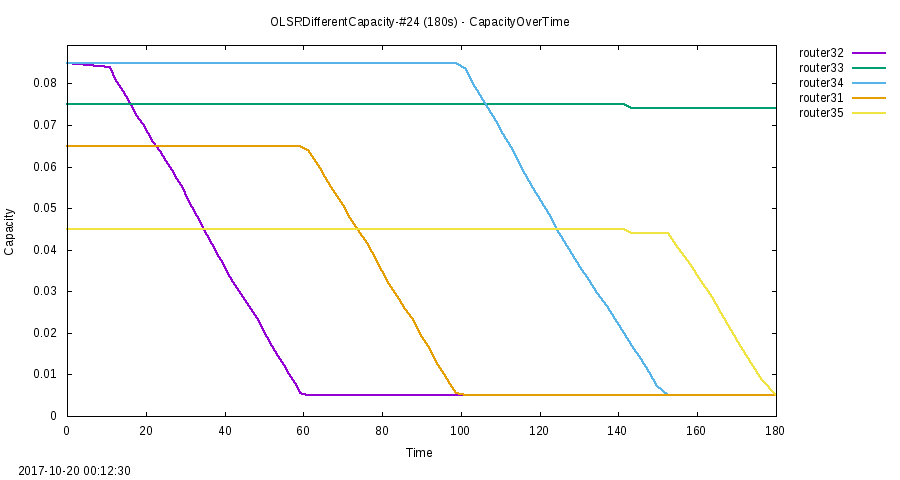 OLSRDifferentCapacity-#24 (180s) - CapacityOverTime
router32
router33
router34
router31
router35
0.08
0.07
0.06
0.05
0.04
0.03
0.02
0.01
0
Capacity
0 20 40 60 80 100 120 140 160 180
Time
2017-10-20 00:12:30